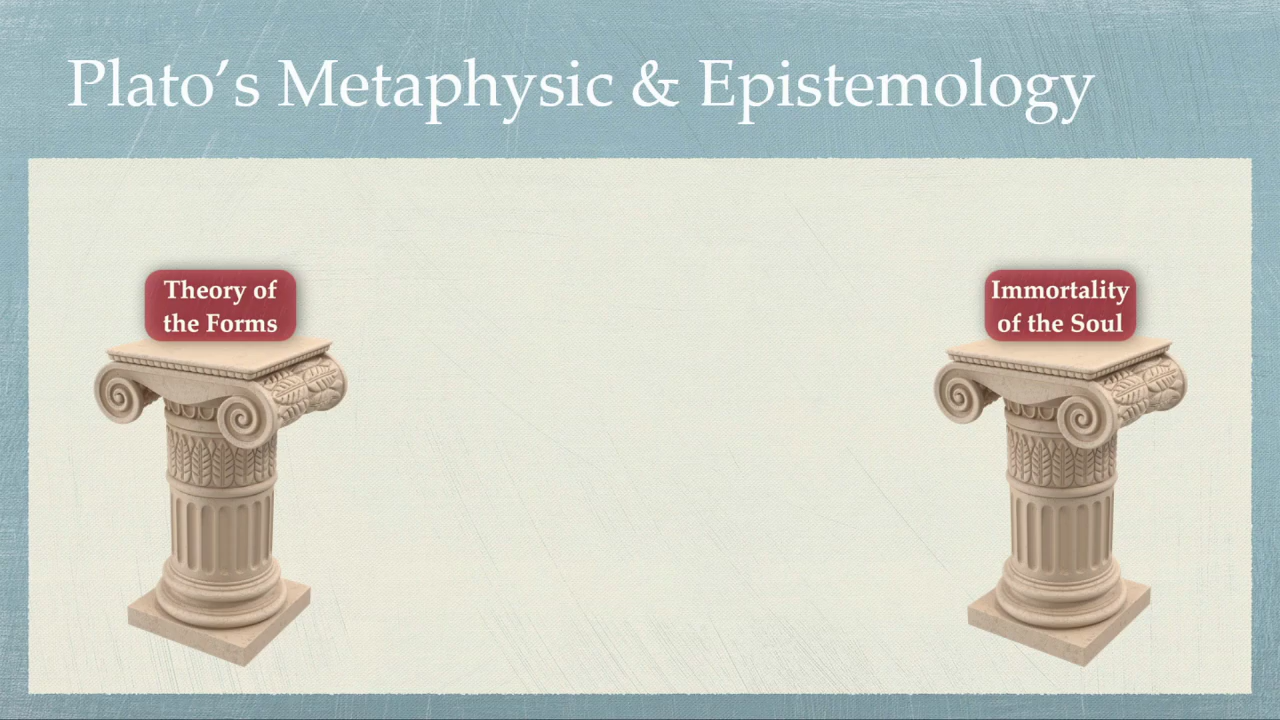 Plato’s Metaphysic & Epistemology
Theory of
the Forms
Immortality
of the Soul